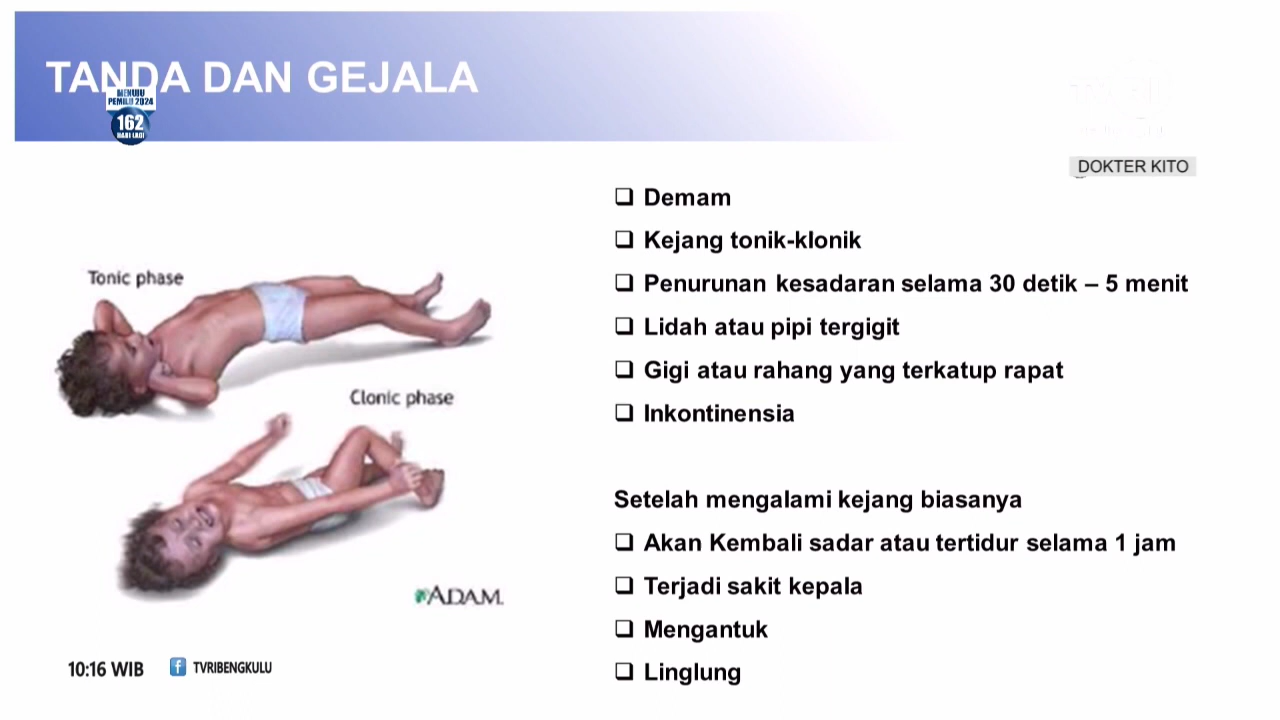 TANDA DAN GEJALA
MENUJU
PEMILU 2024
162
HARI LAGI
DOKTER KITO
Tonic phase
Clonic phase
ADAM.
Demam
Kejang tonik-klonik
Penurunan kesadaran selama 30 detik – 5 menit
Lidah atau pipi tergigit
Gigi atau rahang yang terkatup rapat
Inkontinensia
Setelah mengalami kejang biasanya
Akan Kembali sadar atau tertidur selama 1 jam
Terjadi sakit kepala
Mengantuk
Linglung
10:16 WIB
TVRIBENGKULU